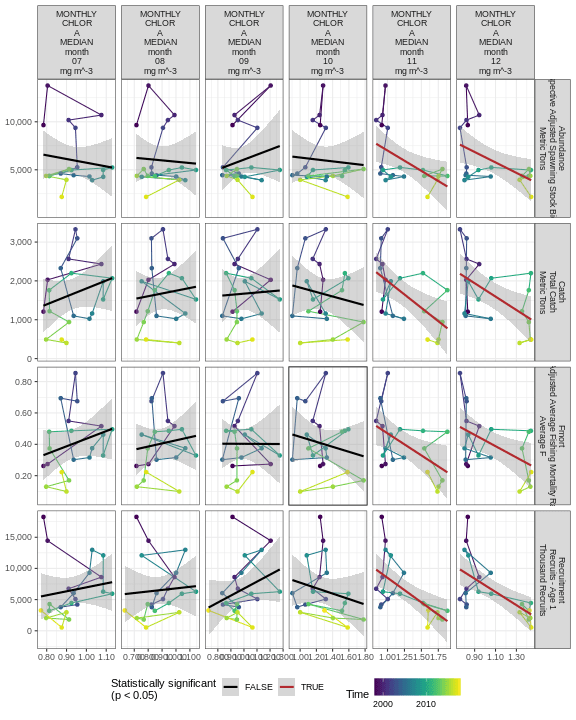 MONTHLY
CHLOR
A
MEDIAN
month
07
mg m^-3
MONTHLY
CHLOR
A
MEDIAN
month
08
mg m^-3
MONTHLY
CHLOR
A
MEDIAN
month
09
mg m^-3
MONTHLY
CHLOR
A
MEDIAN
month
10
mg m^-3
MONTHLY
CHLOR
A
MEDIAN
month
11
mg m^-3
MONTHLY
CHLOR
A
MEDIAN
month
12
mg m^-3
10,000
5,000
Abundance
Adjusted Spawning Stock
Metric Tons
3,000
2,000
1,000
0
Catch
Total Catch
Metric Tons
0.80
0.60
0.40
0.20
Fmort
Average Fishing Mortality
Average F
15,000
10,000
5,000
0
Recruitment
Recruits - Age 1
Thousand Recruits
0.80 0.90 1.00 1.10
1.00 1.25 1.50 1.75
0.90 1.10 1.30
Statistically significant
(p < 0.05)
FALSE
TRUE
Time
2000 2010